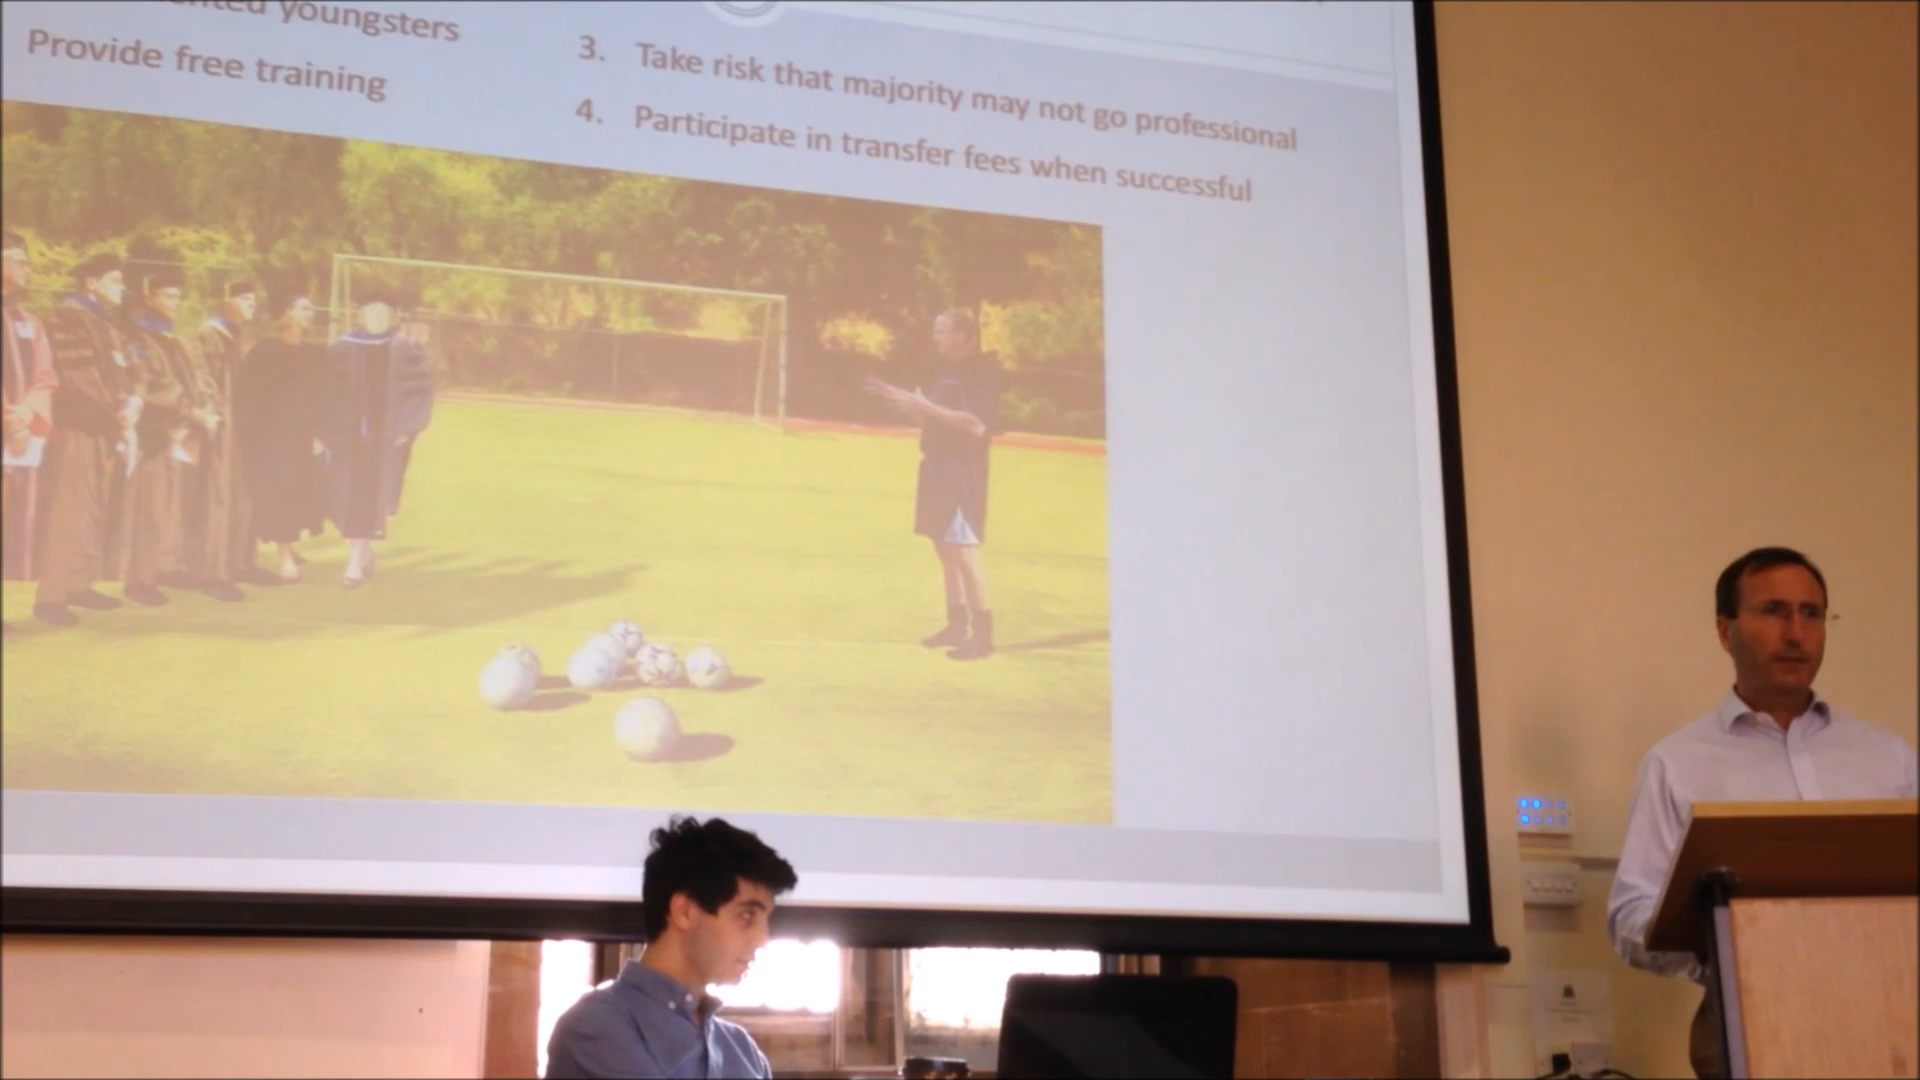 youngsters
Provide free training
3. Take risk that majority may not go professional
4. Participate in transfer fees when successful